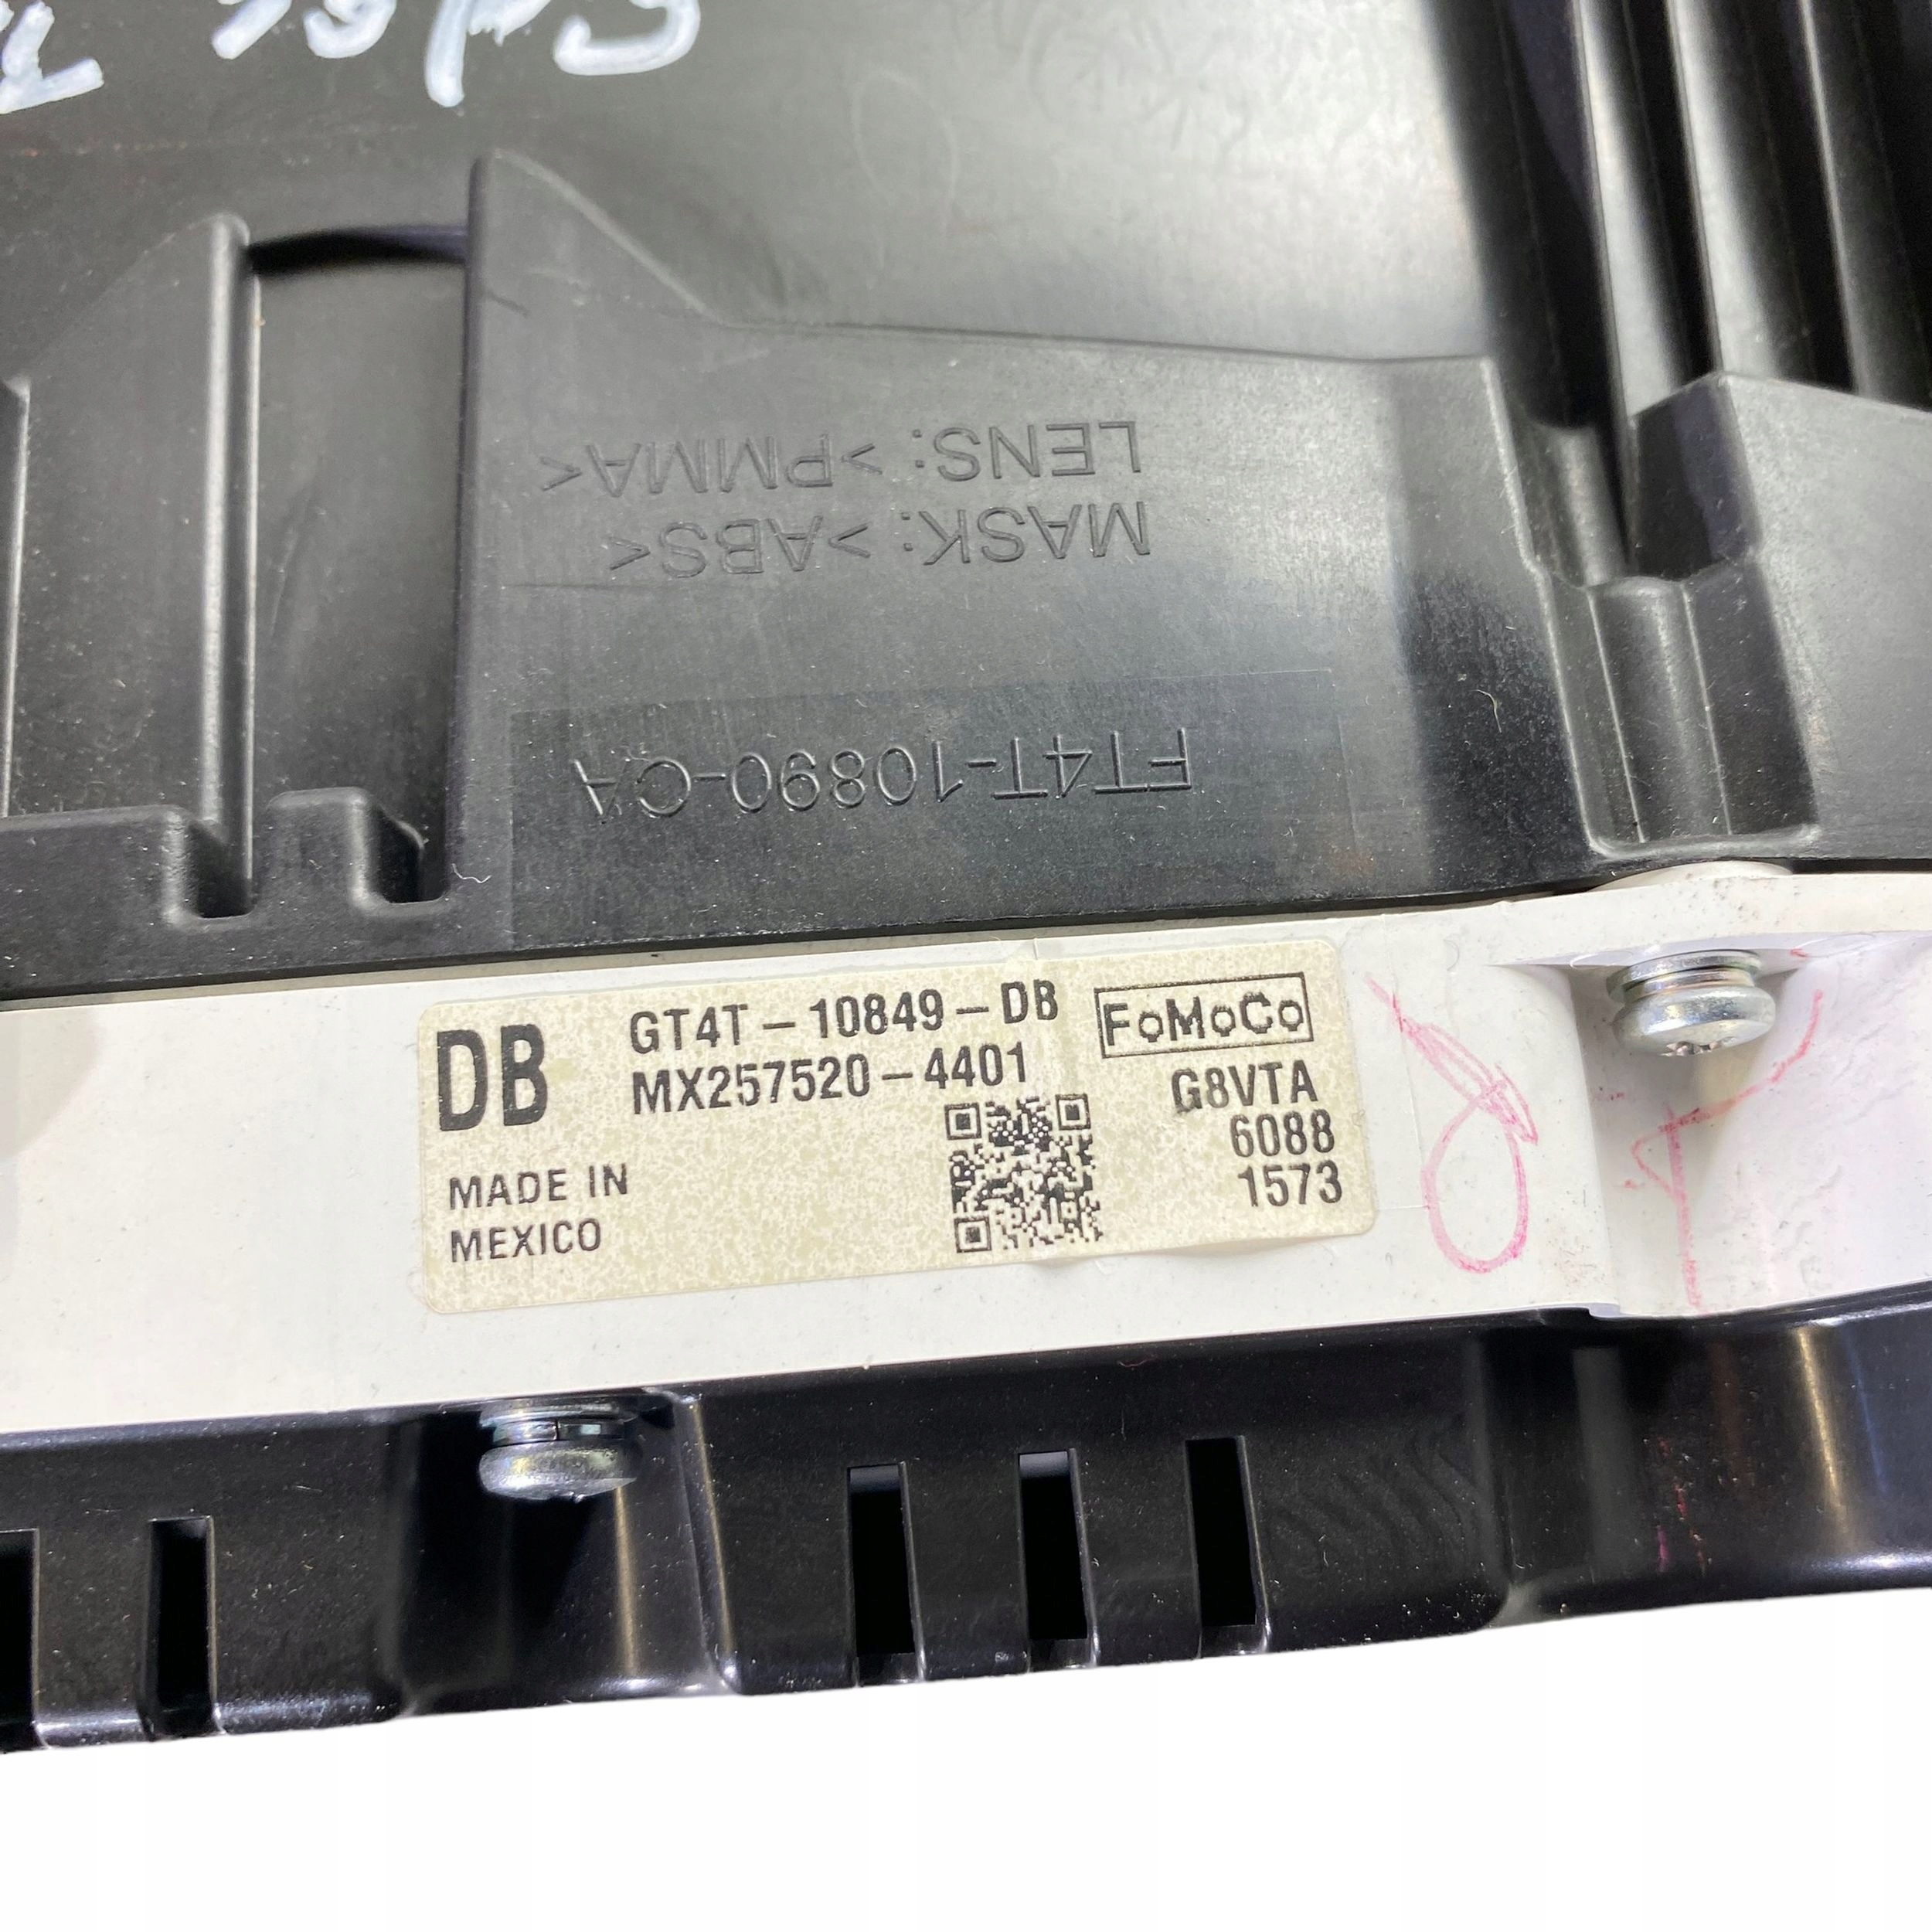 LENS: >PMMA<
MASK: >ABS<
FT4T-10890-CA
DB
GT4T-10849-DB
MX257520-4401
FoMoCo
G8VTA
6088
1573
MADE IN
MEXICO